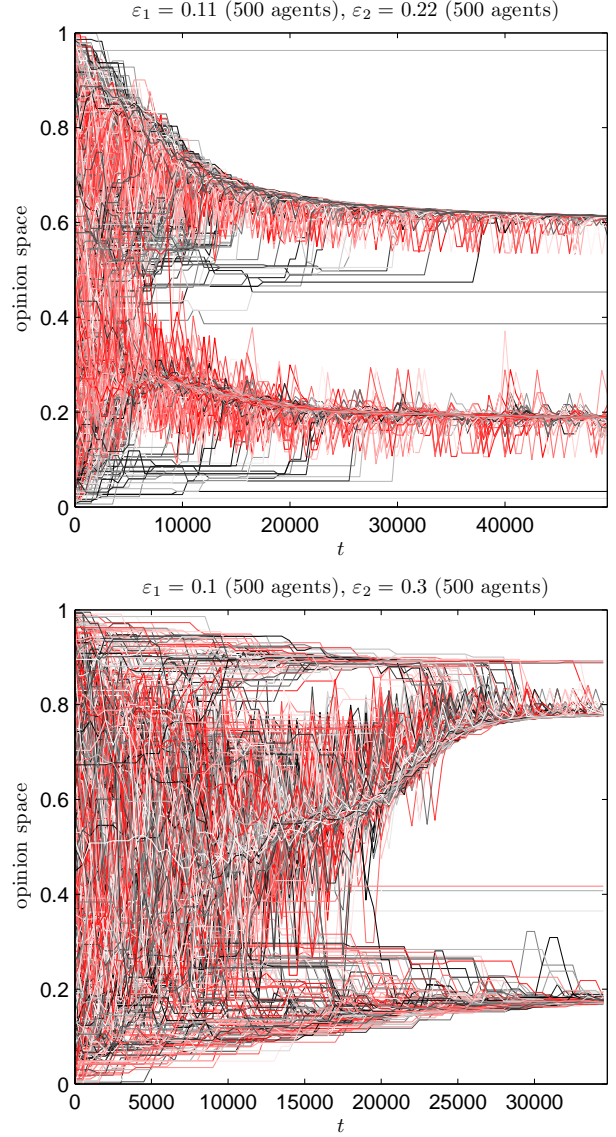 ε₁ = 0.11 (500 agents), ε₂ = 0.22 (500 agents)
1
0.8
0.6
0.4
0.2
0
opinion space
0 10000 20000 30000 40000
t
ε₁ = 0.1 (500 agents), ε₂ = 0.3 (500 agents)
1
0.8
0.6
0.4
0.2
0
opinion space
0 5000 10000 15000 20000 25000 30000
t